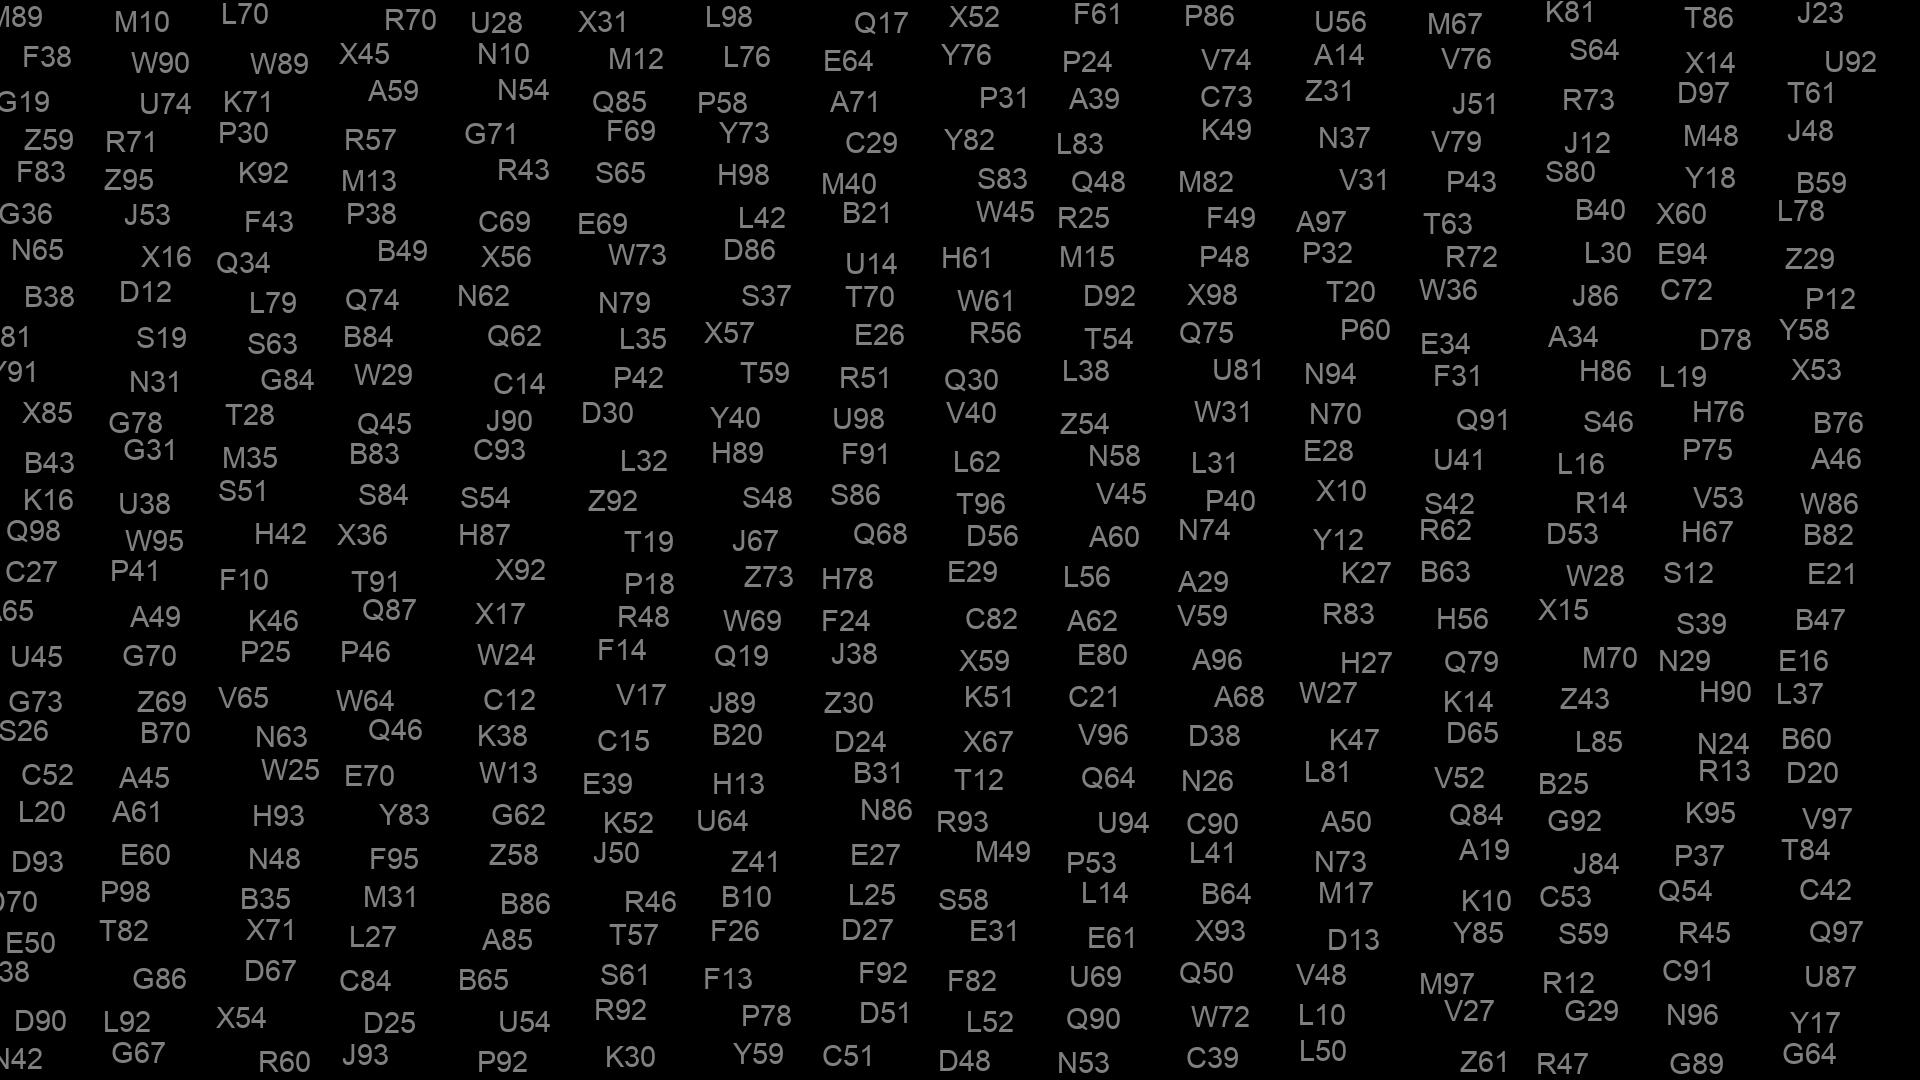 M10 L70 R70 U28 X31 L98 Q17 X52 F61 P86 U56 M67 K81 T86 J23
F38 W90 W89 X45 N10 M12 L76 E64 Y76 P24 V74 A14 V76 S64 X14 U92
G19 U74 K71 A59 N54 Q85 P58 A71 P31 A39 C73 Z31 J51 R73 D97 T61
Z59 R71 P30 R57 G71 F69 Y73 C29 Y82 L83 K49 N37 V79 J12 M48 J48
F83 Z95 K92 M13 R43 S65 H98 M40 S83 Q48 M82 V31 P43 S80 Y18 B59
G36 J53 F43 P38 C69 E69 L42 B21 W45 R25 F49 A97 T63 B40 X60 L78
N65 X16 Q34 B49 X56 W73 D86 U14 H61 M15 P48 P32 R72 L30 E94 Z29
B38 D12 L79 Q74 N62 N79 S37 T70 W61 D92 X98 T20 W36 J86 C72 P12
81 S19 S63 B84 Q62 L35 X57 E26 R56 T54 Q75 P60 E34 A34 D78 Y58
Y91 N31 G84 W29 C14 P42 T59 R51 Q30 L38 U81 N94 F31 H86 L19 X53
X85 G78 T28 Q45 J90 D30 Y40 U98 V40 Z54 W31 N70 Q91 S46 H76 B76
B43 G31 M35 B83 C93 L32 H89 F91 L62 N58 L31 E28 U41 L16 P75 A46
K16 U38 S51 S84 S54 Z92 S48 S86 T96 V45 P40 X10 S42 R14 V53 W86
Q98 W95 H42 X36 H87 T19 J67 Q68 D56 A60 N74 Y12 R62 D53 H67 B82
C27 P41 F10 T91 X92 P18 Z73 H78 E29 L56 A29 K27 B63 W28 S12 E21
65 A49 K46 Q87 X17 R48 W69 F24 C82 A62 V59 R83 H56 X15 S39 B47
U45 G70 P25 P46 W24 F14 Q19 J38 X59 E80 A96 H27 Q79 M70 N29 E16
G73 Z69 V65 W64 C12 V17 J89 Z30 K51 C21 A68 W27 K14 Z43 H90 L37
S26 B70 N63 Q46 K38 C15 B20 D24 X67 V96 D38 K47 D65 L85 N24 B60
C52 A45 W25 E70 W13 E39 H13 B31 T12 Q64 N26 L81 V52 B25 R13 D20
L20 A61 H93 Y83 G62 K52 U64 N86 R93 U94 C90 A50 Q84 G92 K95 V97
D93 E60 N48 F95 Z58 J50 Z41 E27 M49 P53 L41 N73 A19 J84 P37 T84
70 P98 B35 M31 B86 R46 B10 L25 S58 L14 B64 M17 K10 C53 Q54 C42
E50 T82 X71 L27 A85 T57 F26 D27 E31 E61 X93 D13 Y85 S59 R45 Q97
38 G86 D67 C84 B65 S61 F13 F92 F82 U69 Q50 V48 M97 R12 C91 U87
D90 L92 X54 D25 U54 R92 P78 D51 L52 Q90 W72 L10 V27 G29 N96 Y17
N42 G67 R60 J93 P92 K30 Y59 C51 D48 N53 C39 L50 Z61 R47 G89 G64